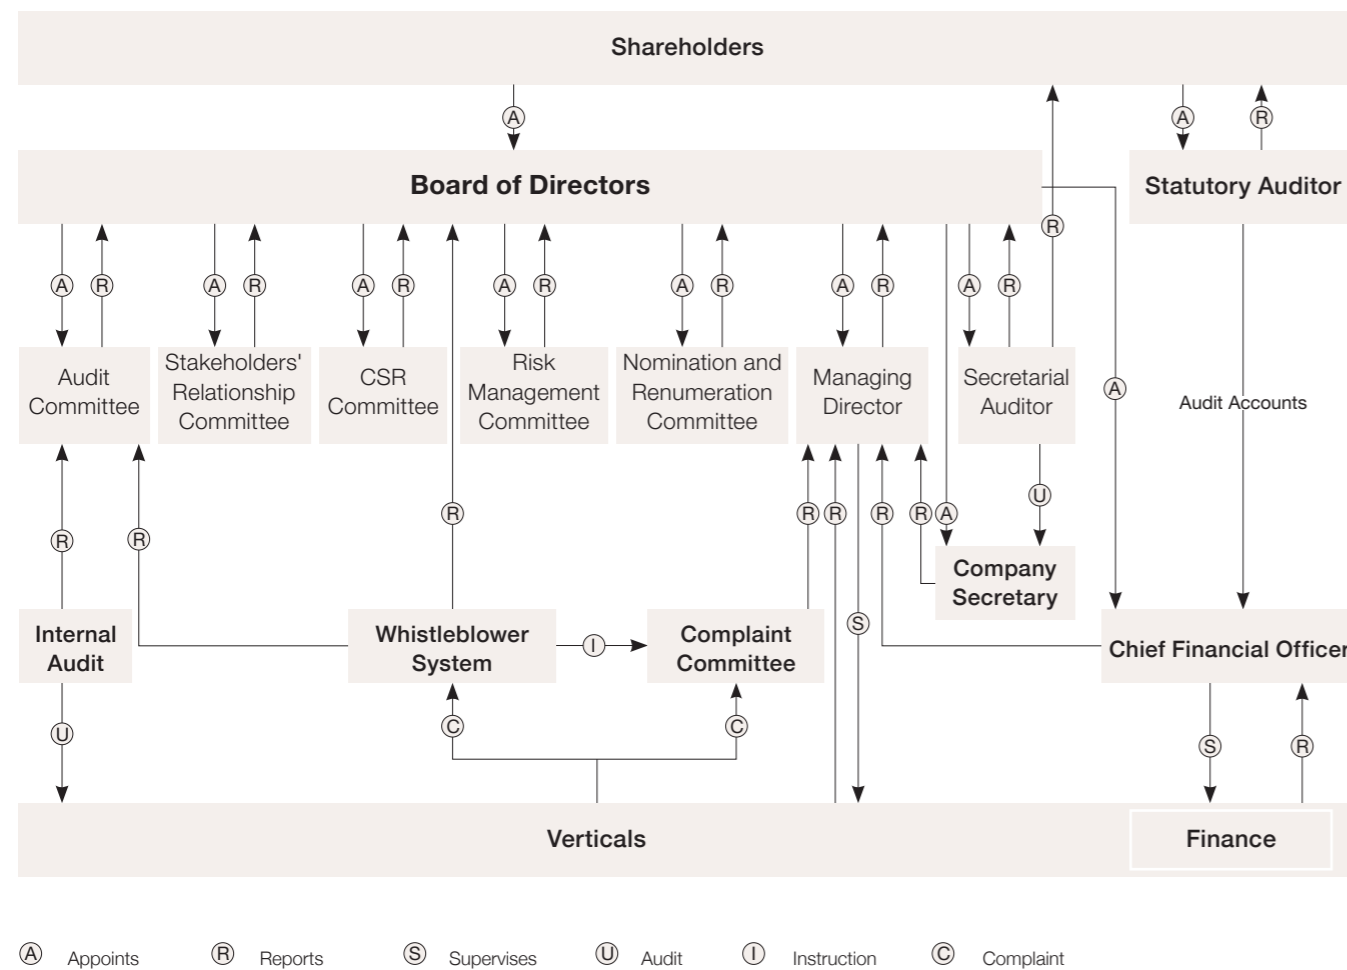 Shareholders
A
A
R
Board of Directors
Statutory Auditor
R
A
R
A
R
A
R
A
R
A
R
A
R
A
R
Audit
Committee
Stakeholders'
Relationship
Committee
CSR
Committee
Risk
Management
Committee
Nomination and
Renumeration
Committee
Managing
Director
Secretarial
Auditor
A
Audit Accounts
R
R
R
R
R
R
R
A
U
Company
Secretary
Internal
Audit
Whistleblower
System
I
Complaint
Committee
S
Chief Financial Officer
U
C
C
S
R
Verticals
Finance
A Appoints
R Reports
S Supervises
U Audit
I Instruction
C Complaint